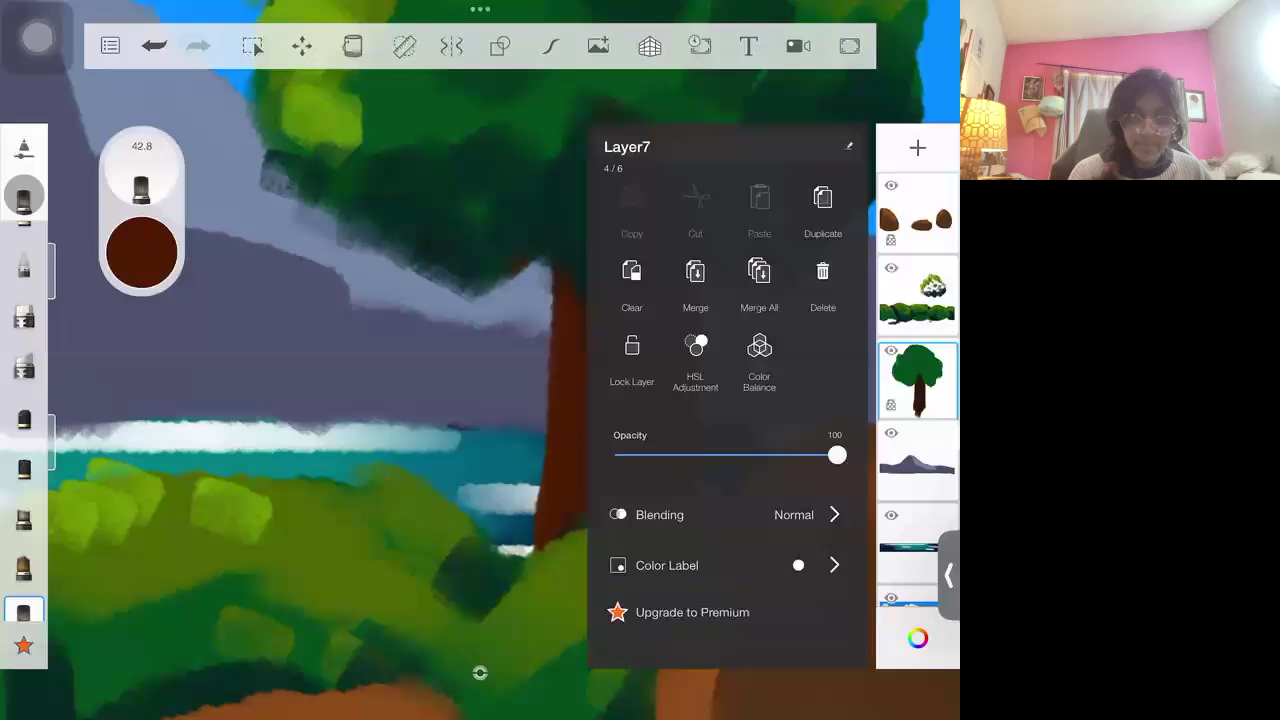 T
42.8
Layer7
4 / 6
Copy
Cut
Paste
Duplicate
Clear
Merge
Merge All
Delete
Lock Layer
HSL
Adjustment
Color
Balance
Opacity
100
Blending
Normal
Color Label
Upgrade to Premium